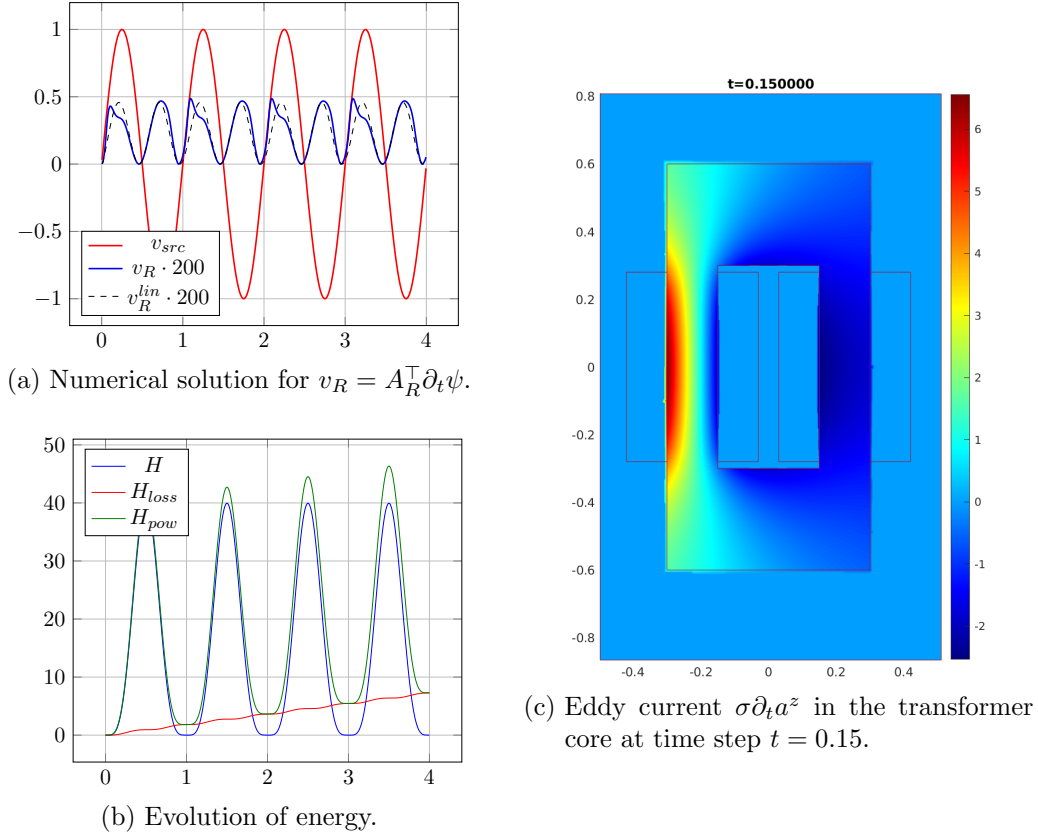 1
0.5
0
−0.5
−1
v_src
v_R · 200
v_R^lin · 200
0 1 2 3 4
(a) Numerical solution for v_R = A_R^⊤ ∂_t ψ.
50
40
30
20
10
0
H
H_loss
H_pow
0 1 2 3 4
(b) Evolution of energy.
t=0.150000
0.8
0.6
0.4
0.2
0
-0.2
-0.4
-0.6
-0.8
-0.4 -0.2 0 0.2 0.4
6
5
4
3
2
1
0
-1
-2
(c) Eddy current σ∂_t a^z in the transformer
core at time step t = 0.15.